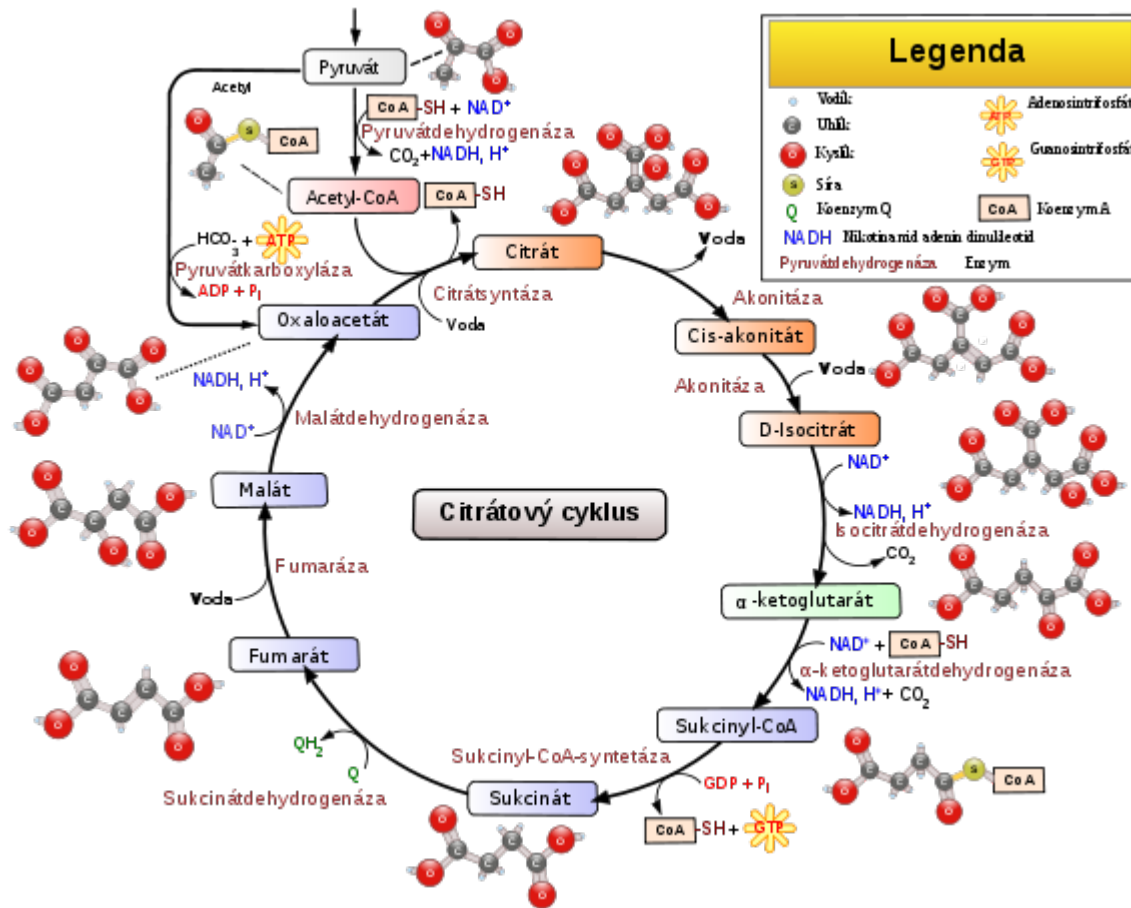 Pyruvát
Acetyl
CoA-SH + NAD⁺
Pyruvátdehydrogenáza
CO₂+NADH, H⁺
S
CoA
Acetyl-CoA
CoA-SH
HCO₃⁻ + ATP
Pyruvátkarboxyláza
ADP + Pᵢ
Citrát
Citrátsyntáza
Voda
Oxaloacetát
Voda
Akonitáza
Cis-akonitát
Akonitáza
Voda
D-Isocitrát
NAD⁺
NADH, H⁺
Isocitrátdehydrogenáza
CO₂
α-ketoglutarát
NAD⁺ + CoA-SH
α-ketoglutarátdehydrogenáza
NADH, H⁺ + CO₂
Sukcinyl-CoA
S
CoA
Sukcinyl-CoA-syntetáza
GDP + Pᵢ
CoA-SH + GTP
Sukcinát
QH₂
Q
Sukcinátdehydrogenáza
Fumarát
Voda
Fumaráza
Malát
NADH, H⁺
NAD⁺
Malátdehydrogenáza
Citrátový cyklus
Legenda
Vodík
C Uhlík
O Kyslík
S Síra
Q Koenzym Q
NADH Nikotinamid adenin dinukleotid
Pyruvátdehydrogenáza Enzym
ATP Adenosintrifosfát
GTP Guanosintrifosfát
CoA Koenzym A